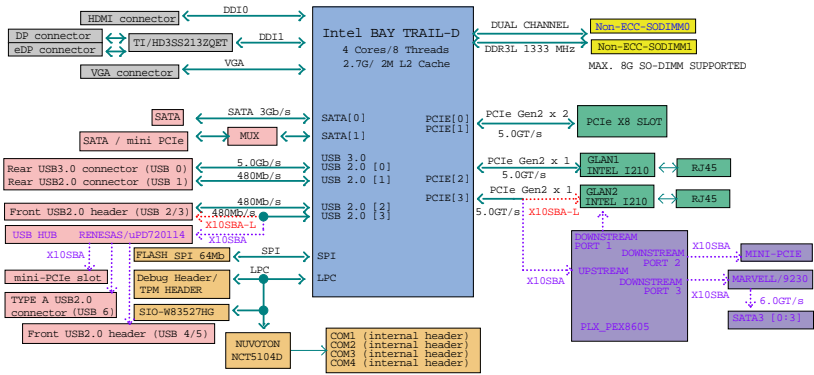 HDMI connector
DDI0
DP connector
eDP connector
TI/HD3SS213ZQET
DDI1
VGA connector
VGA
Intel BAY TRAIL-D
4 Cores/8 Threads
2.7G/ 2M L2 Cache
DUAL CHANNEL
DDR3L 1333 MHz
Non-ECC-SODIMM0
Non-ECC-SODIMM1
MAX. 8G SO-DIMM SUPPORTED
SATA
SATA 3Gb/s
SATA[0]
SATA / mini PCIe
MUX
SATA[1]
PCIE[0]
PCIE[1]
PCIe Gen2 x 2
5.0GT/s
PCIe X8 SLOT
Rear USB3.0 connector (USB 0)
Rear USB2.0 connector (USB 1)
5.0Gb/s
480Mb/s
USB 3.0
USB 2.0 [0]
USB 2.0 [1]
PCIE[2]
PCIe Gen2 x 1
5.0GT/s
GLAN1
INTEL I210
RJ45
PCIE[3]
PCIe Gen2 x 1
5.0GT/s
X10SBA-L
GLAN2
INTEL I210
RJ45
Front USB2.0 header (USB 2/3)
480Mb/s
480Mb/s
X10SBA-L
USB 2.0 [2]
USB 2.0 [3]
USB HUB
RENESAS/uPD720114
X10SBA
X10SBA
FLASH SPI 64Mb
SPI
SPI
mini-PCIe slot
Debug Header/
TPM HEADER
LPC
LPC
TYPE A USB2.0
connector (USB 6)
SIO-W83527HG
Front USB2.0 header (USB 4/5)
NUVOTON
NCT5104D
COM1 (internal header)
COM2 (internal header)
COM3 (internal header)
COM4 (internal header)
DOWNSTREAM
PORT 1
DOWNSTREAM
PORT 2
X10SBA
MINI-PCIE
X10SBA
UPSTREAM
DOWNSTREAM
PORT 3
X10SBA
MARVELL/9230
6.0GT/s
SATA3 [0:3]
PLX_PEX8605